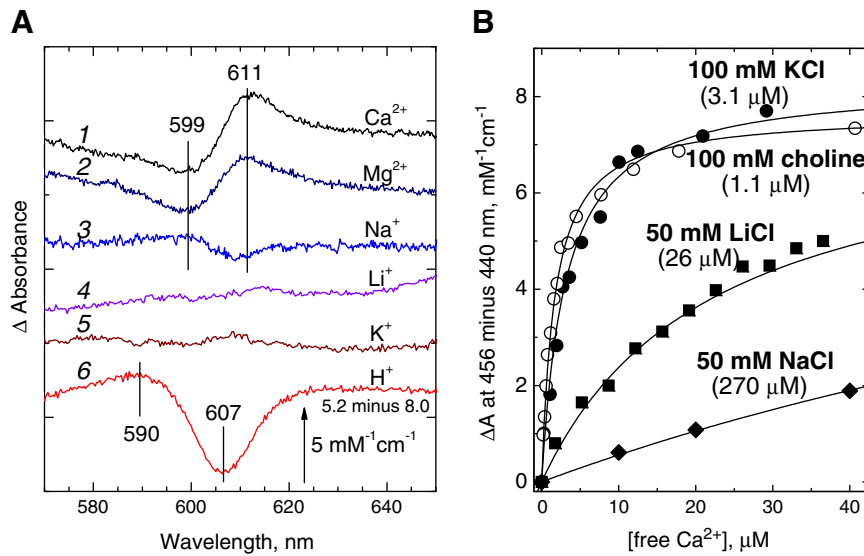 A
611
599
1
Ca²⁺
2
Mg²⁺
3
Na⁺
4
Li⁺
5
K⁺
6
H⁺
5.2 minus 8.0
590
607
5 mM⁻¹cm⁻¹
Δ Absorbance
580
600
620
640
Wavelength, nm
B
100 mM KCl
(3.1 μM)
100 mM choline
(1.1 μM)
50 mM LiCl
(26 μM)
50 mM NaCl
(270 μM)
8
6
4
2
0
ΔA at 456 minus 440 nm, mM⁻¹cm⁻¹
0
10
20
30
40
[free Ca²⁺], μM